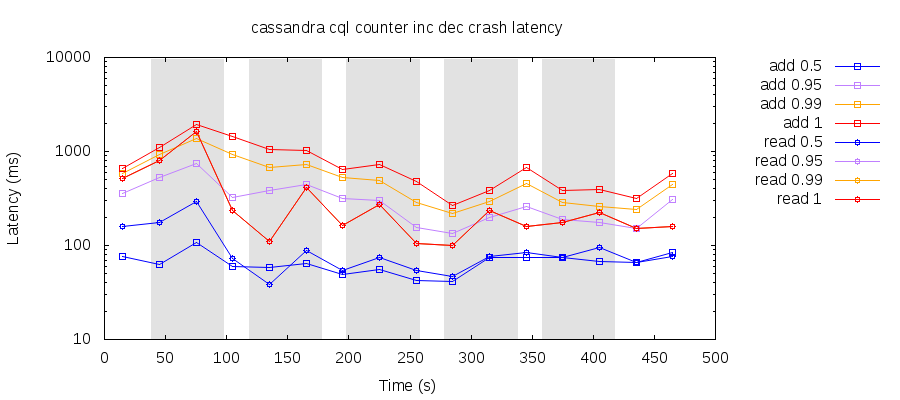 cassandra cql counter inc dec crash latency
10000
1000
100
10
Latency (ms)
0 50 100 150 200 250 300 350 400 450 500
Time (s)
add 0.5
add 0.95
add 0.99
add 1
read 0.5
read 0.95
read 0.99
read 1